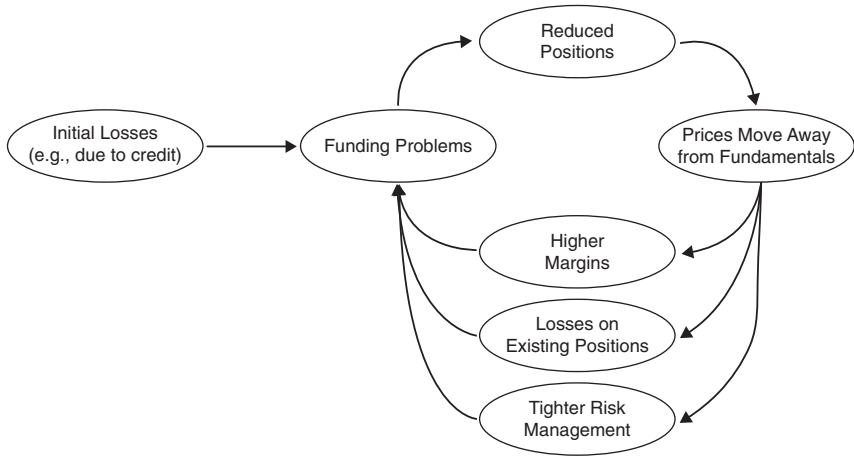 Reduced
Positions
Initial Losses
(e.g., due to credit)
Funding Problems
Prices Move Away
from Fundamentals
Higher
Margins
Losses on
Existing Positions
Tighter Risk
Management